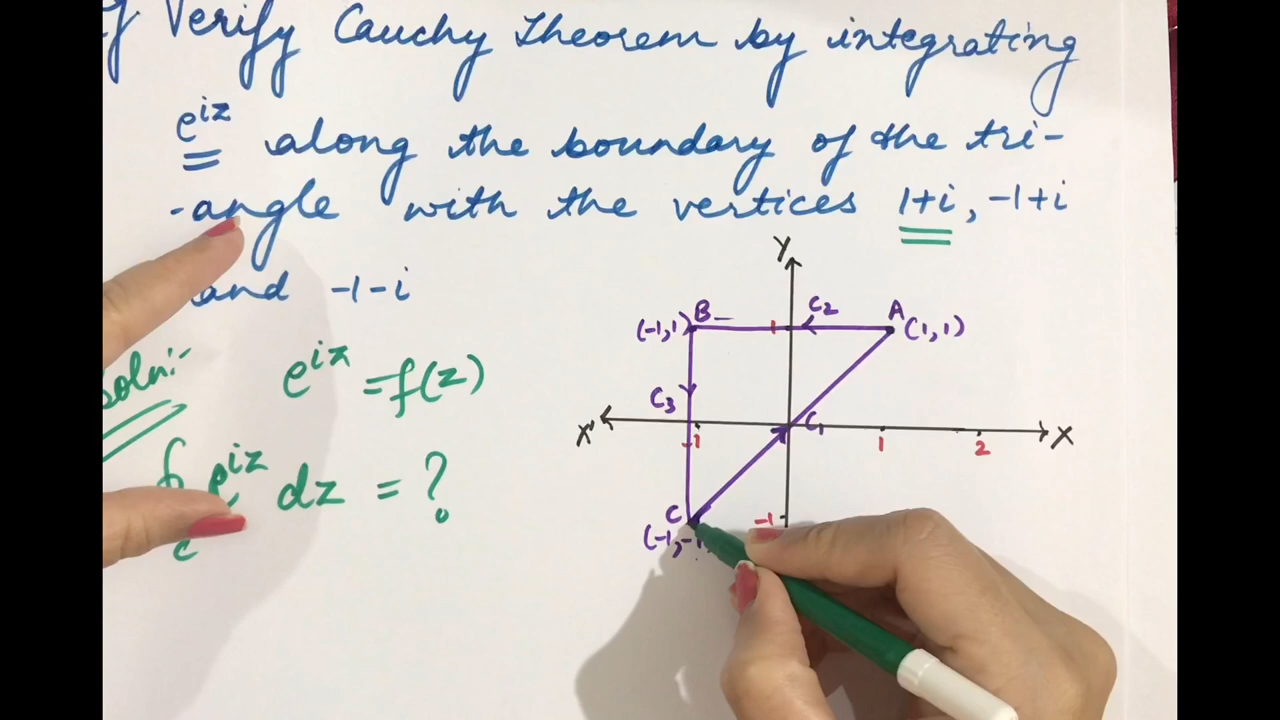 Verify Cauchy Theorem by integrating
e^iz along the boundary of the tri-
-angle with the vertices 1+i, -1+i
and -1-i
Soln:-
e^iz = f(z)
∮c e^iz dz = ?
Y
B
C2
A
(-1,1)
1
(1,1)
C3
C1
X'
-1
1
2
X
C
-1
(-1,-1